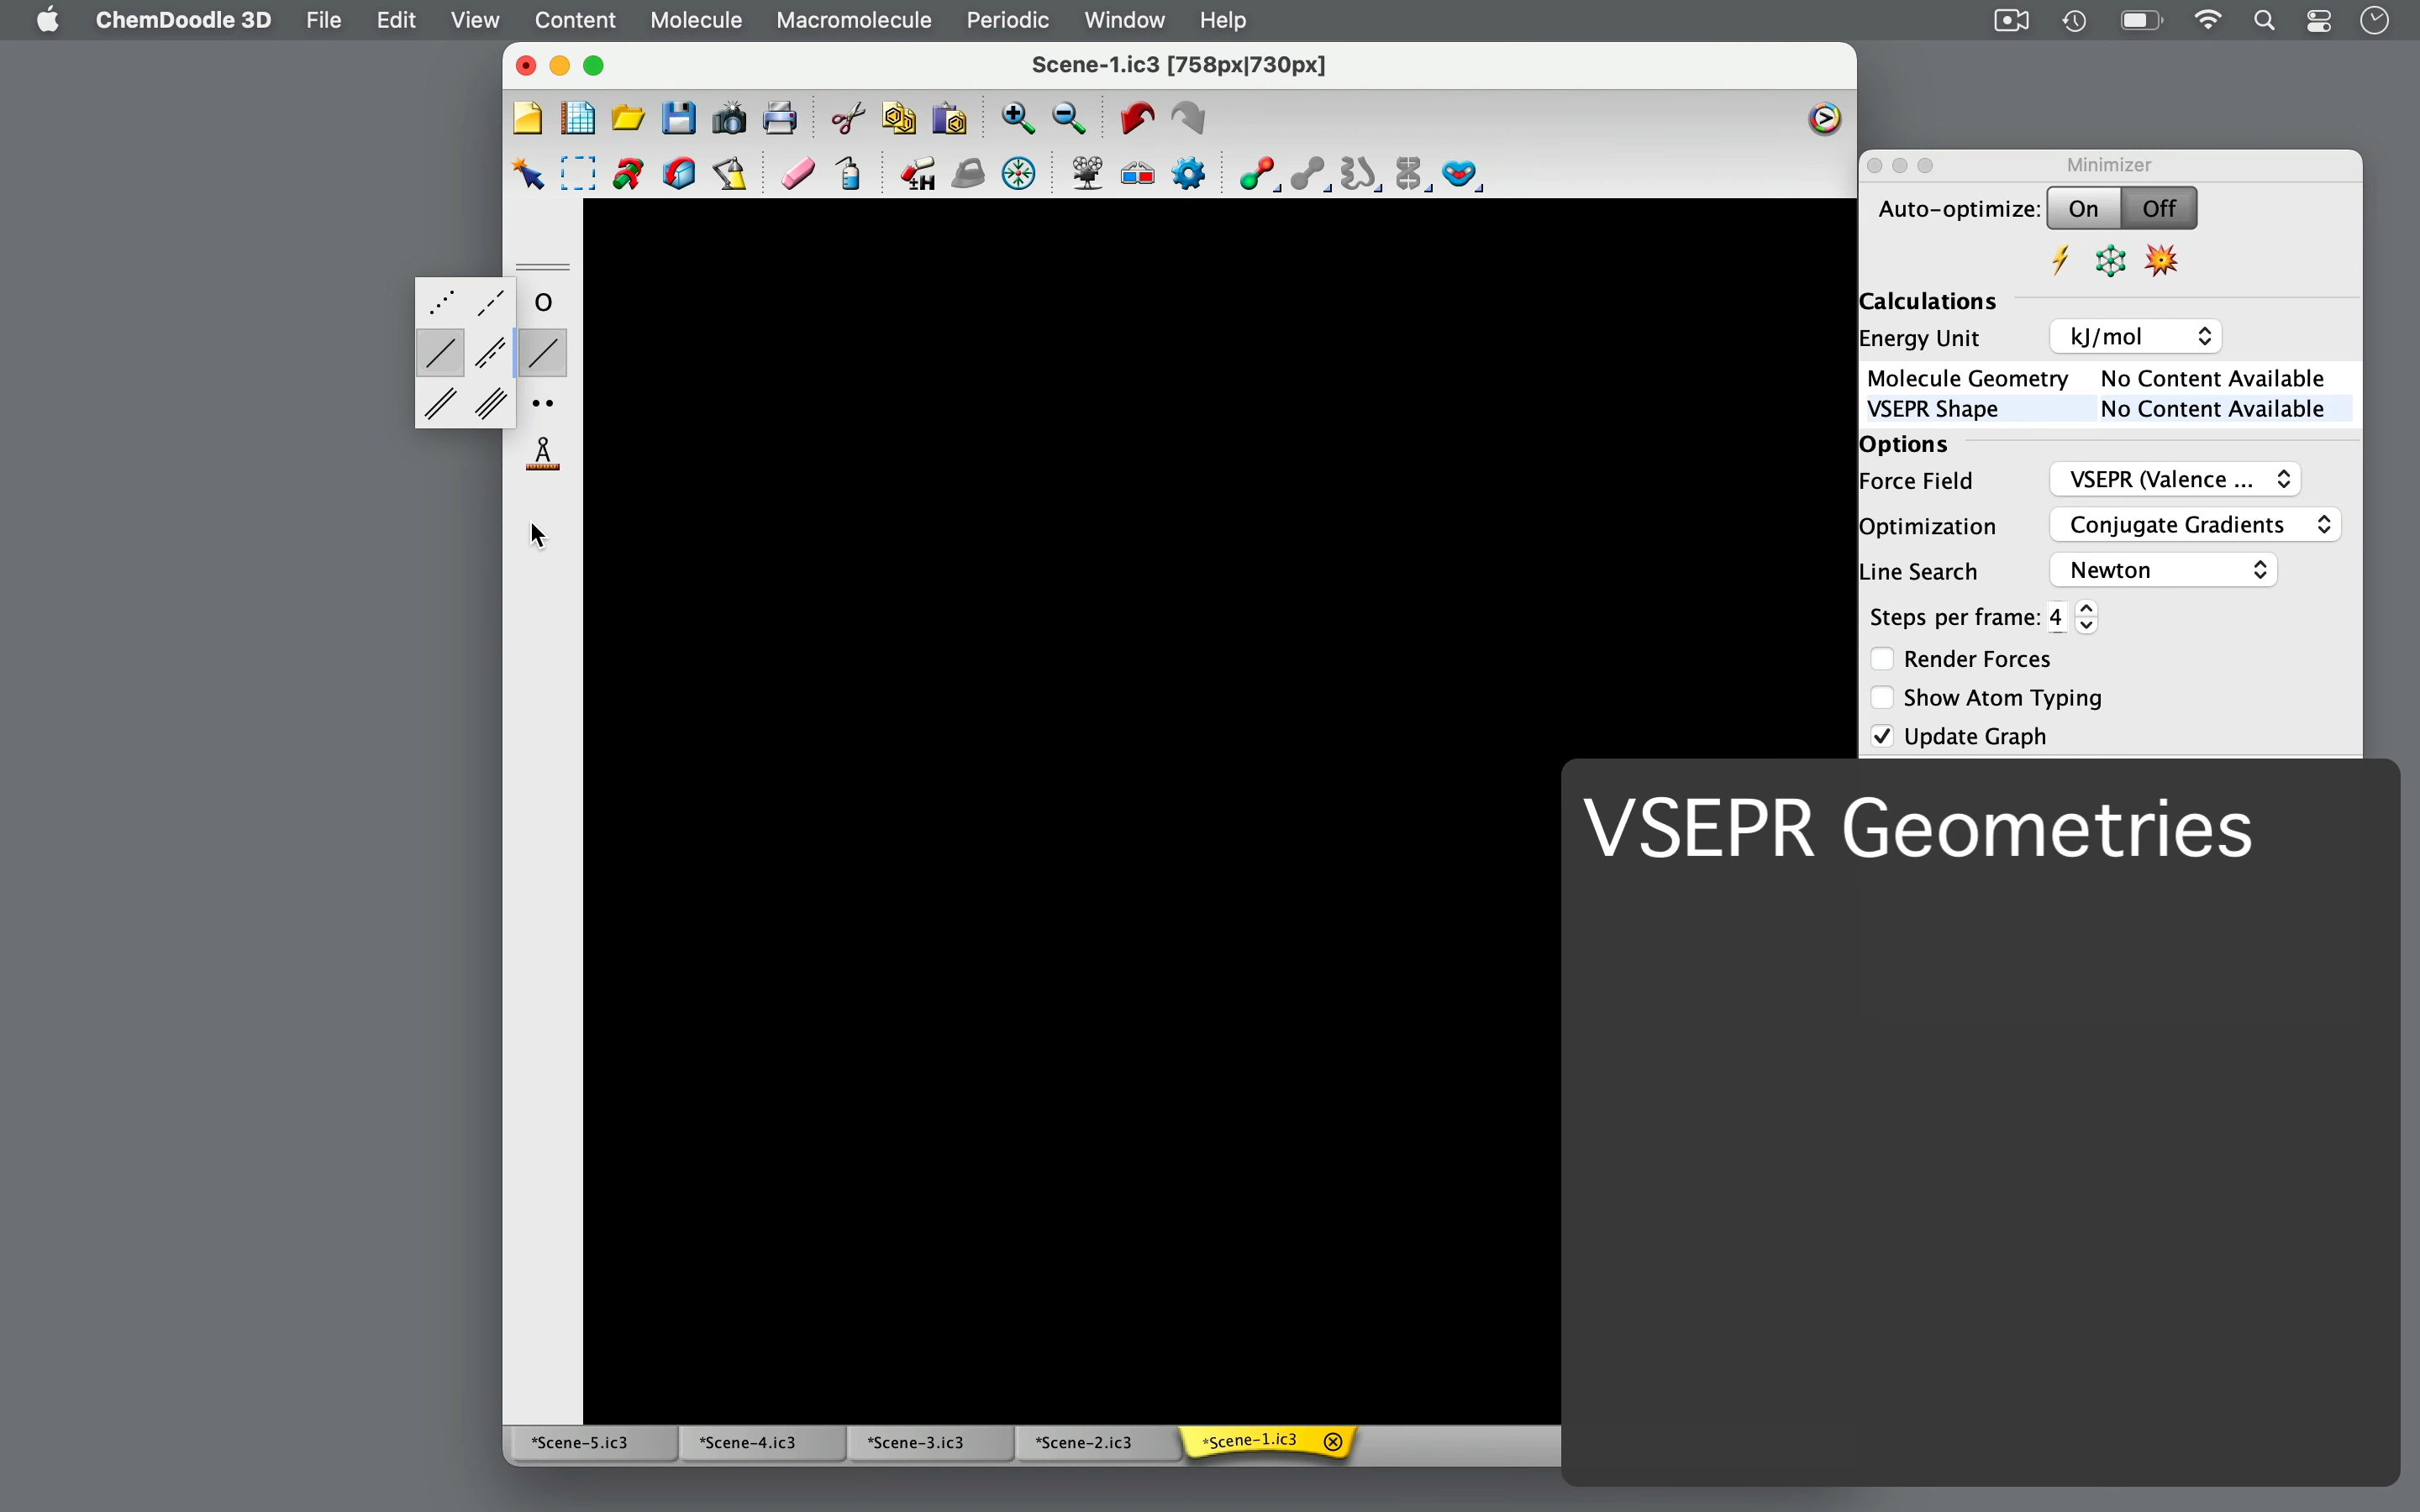 ChemDoodle 3D File Edit View Content Molecule Macromolecule Periodic Window Help
Scene-1.ic3 [758px|730px]
±H
O
Minimizer
Auto-optimize: On Off
Calculations
Energy Unit kJ/mol
Molecule Geometry No Content Available
VSEPR Shape No Content Available
Options
Force Field VSEPR (Valence ...
Optimization Conjugate Gradients
Line Search Newton
Steps per frame: 4
Render Forces
Show Atom Typing
Update Graph
VSEPR Geometries
*Scene-5.ic3 *Scene-4.ic3 *Scene-3.ic3 *Scene-2.ic3 *Scene-1.ic3